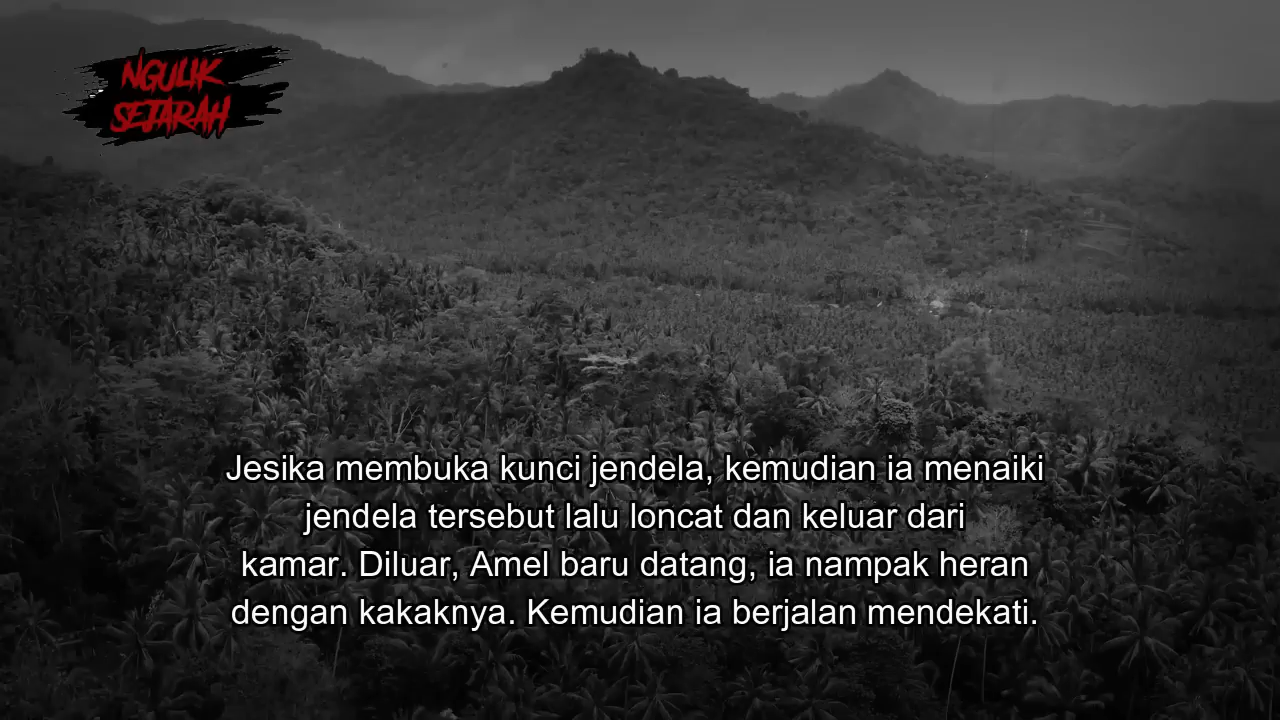 NGULIK
SEJARAH
Jesika membuka kunci jendela, kemudian ia menaiki
jendela tersebut lalu loncat dan keluar dari
kamar. Diluar, Amel baru datang, ia nampak heran
dengan kakaknya. Kemudian ia berjalan mendekati.